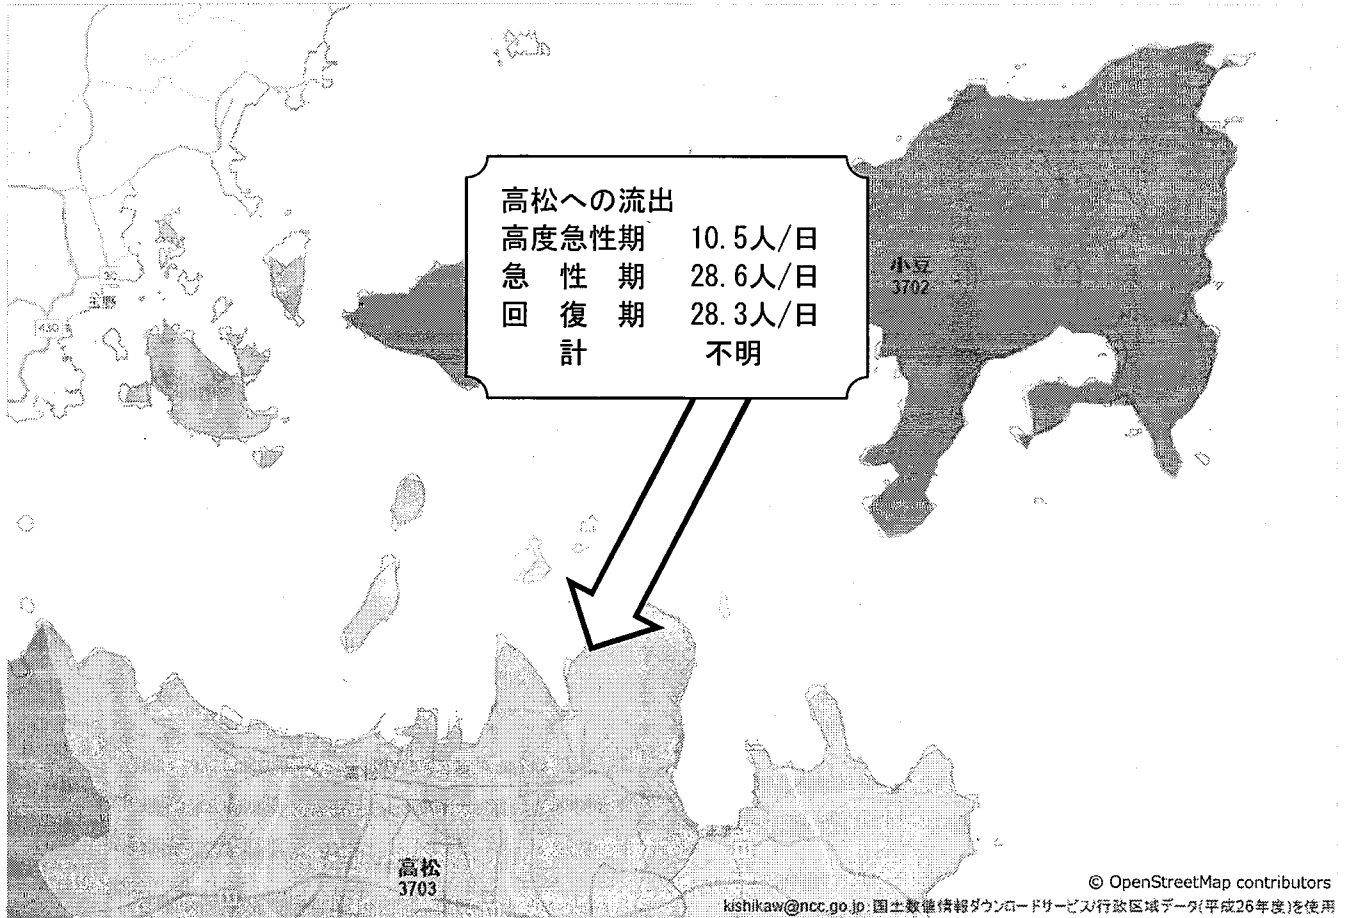 高松への流出
高度急性期 10.5人/日
急性期 28.6人/日
回復期 28.3人/日
計 不明
小豆
3702
30
玉野
430
高松
高松
3703
© OpenStreetMap contributors
kishikaw@ncc.go.jp: 国土数値情報ダウンロードサービス/行政区域データ(平成26年度)を使用